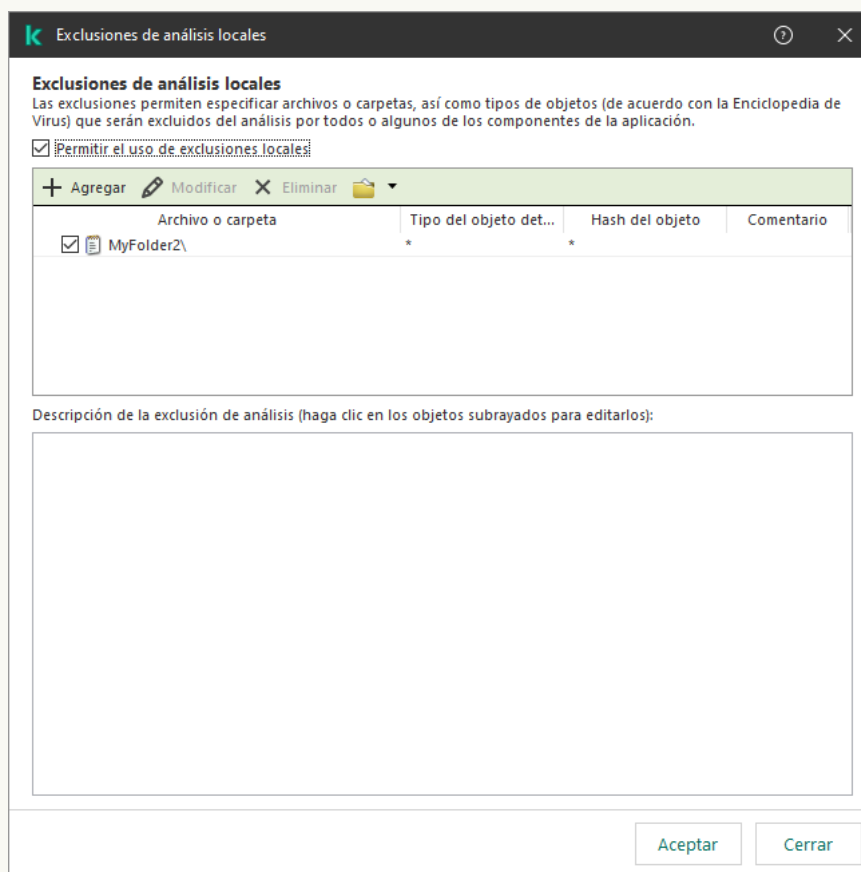 Exclusiones de análisis locales
Exclusiones de análisis locales
Las exclusiones permiten especificar archivos o carpetas, así como tipos de objetos (de acuerdo con la Enciclopedia de
Virus) que serán excluidos del análisis por todos o algunos de los componentes de la aplicación.
Permitir el uso de exclusiones locales
Agregar Modificar Eliminar
Archivo o carpeta Tipo del objeto det... Hash del objeto Comentario
MyFolder2\ * *
Descripción de la exclusión de análisis (haga clic en los objetos subrayados para editarlos):
Aceptar Cerrar